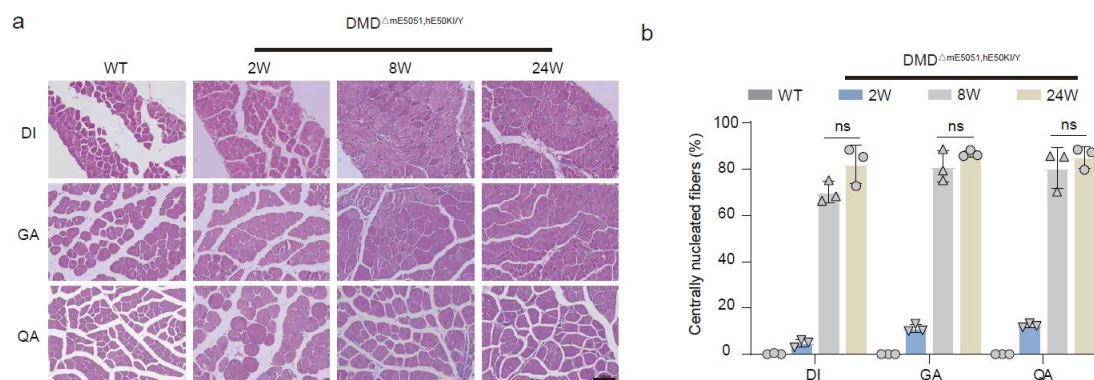 a
DMD△mE5051,hE50KI/Y
WT 2W 8W 24W
DI
GA
QA
b
DMD△mE5051,hE50KI/Y
WT 2W 8W 24W
ns ns ns
Centrally nucleated fibers (%)
100
80
60
40
20
0
DI GA QA